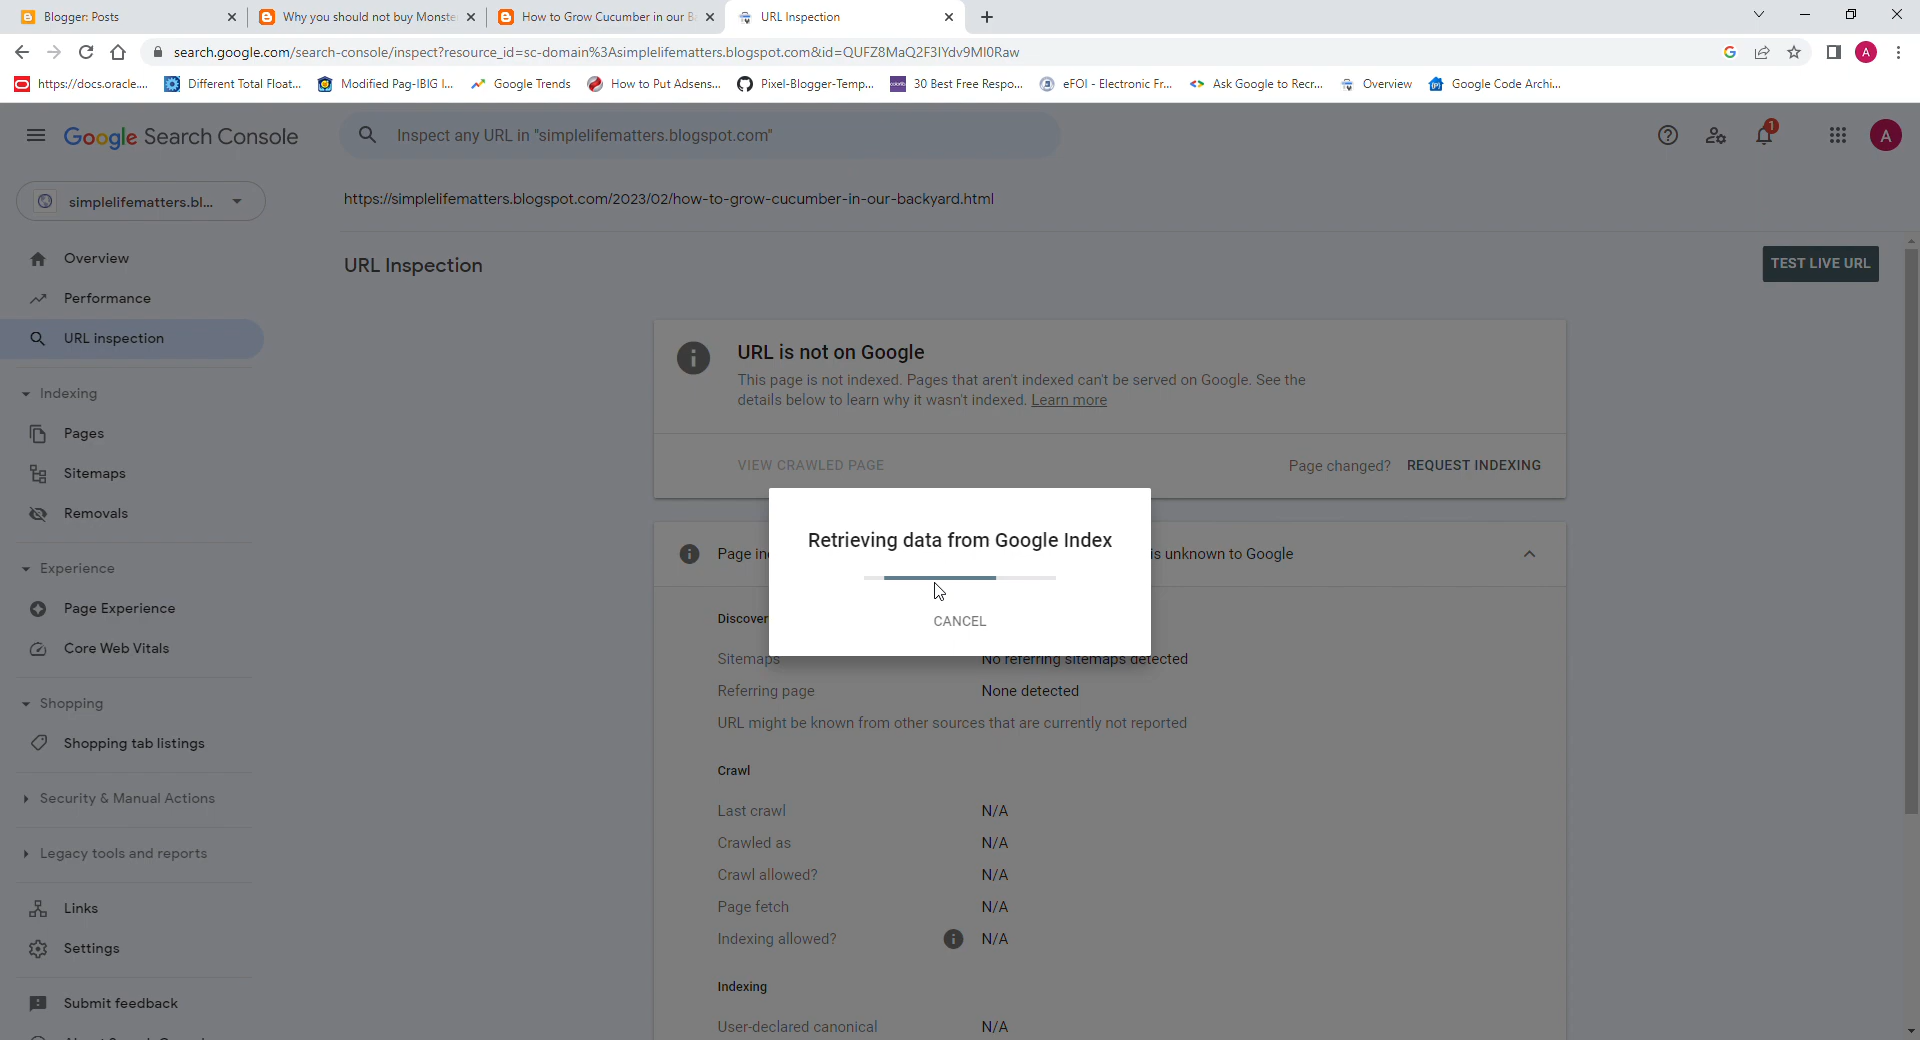 Blogger: Posts
Why you should not buy Monste
How to Grow Cucumber in our B
URL Inspection
search.google.com/search-console/inspect?resource_id=sc-domain%3Asimplelifematters.blogspot.com&id=QUFZ8MaQ2F3IYdv9MI0Raw
A
https://docs.oracle....
Different Total Float...
Modified Pag-IBIG I...
Google Trends
How to Put Adsens...
Pixel-Blogger-Temp...
30 Best Free Respo...
eFOI - Electronic Fr...
Ask Google to Recr...
Overview
Google Code Archi...
Google Search Console
Inspect any URL in "simplelifematters.blogspot.com"
1
A
simplelifematters.bl...
https://simplelifematters.blogspot.com/2023/02/how-to-grow-cucumber-in-our-backyard.html
Overview
Performance
URL inspection
Indexing
Pages
Sitemaps
Removals
Experience
Page Experience
Core Web Vitals
Shopping
Shopping tab listings
Security & Manual Actions
Legacy tools and reports
Links
Settings
Submit feedback
URL Inspection
TEST LIVE URL
URL is not on Google
This page is not indexed. Pages that aren't indexed can't be served on Google. See the
details below to learn why it wasn't indexed. Learn more
VIEW CRAWLED PAGE
Page changed? REQUEST INDEXING
Retrieving data from Google Index
CANCEL
Page in
is unknown to Google
Discover
Sitemaps No referring sitemaps detected
Referring page None detected
URL might be known from other sources that are currently not reported
Crawl
Last crawl N/A
Crawled as N/A
Crawl allowed? N/A
Page fetch N/A
Indexing allowed? N/A
Indexing
User-declared canonical N/A